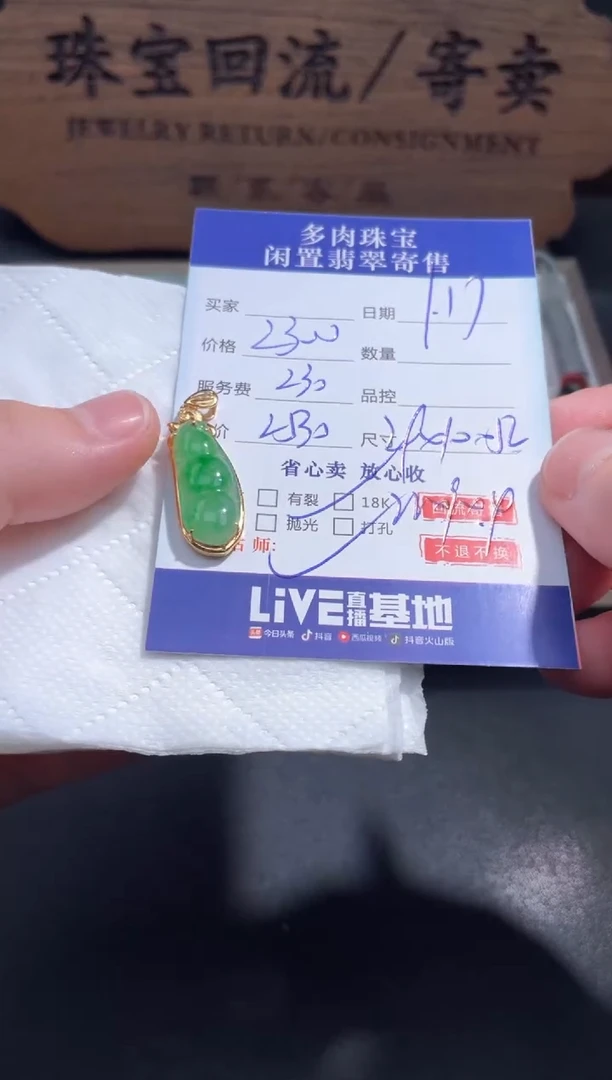 珠宝回流/寄卖
JEWELRY RETURN/CONSIGNMENT
多肉珠宝
闲置翡翠寄售
买家 日期 1.17
价格 2300 数量
服务费 230 品控
价 2530 尺寸
省心卖 放心收
有裂 18K
抛光 打孔
师:
不退不换
LiVE直播基地
今日头条 抖音 西瓜视频 抖音火山版